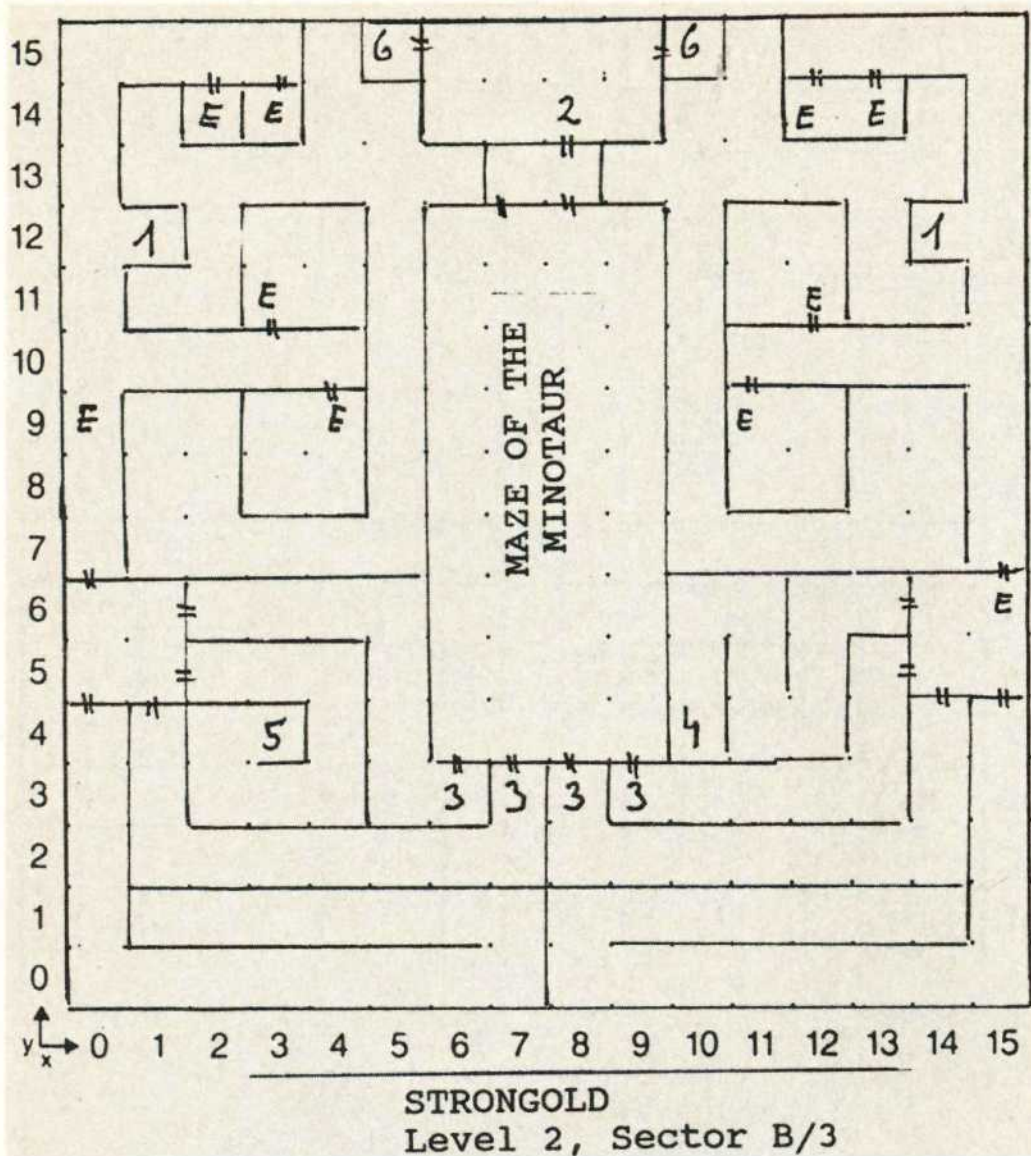 15 6 6
14 E E 2 E E
13
12 1 1
11 E E
10
9 E E E
8
7
MAZE OF THE
MINOTAUR
6 E
5
4 5 4
3 3 3 3 3
2
1
0
y x 0 1 2 3 4 5 6 7 8 9 10 11 12 13 14 15
STRONGOLD
Level 2, Sector B/3